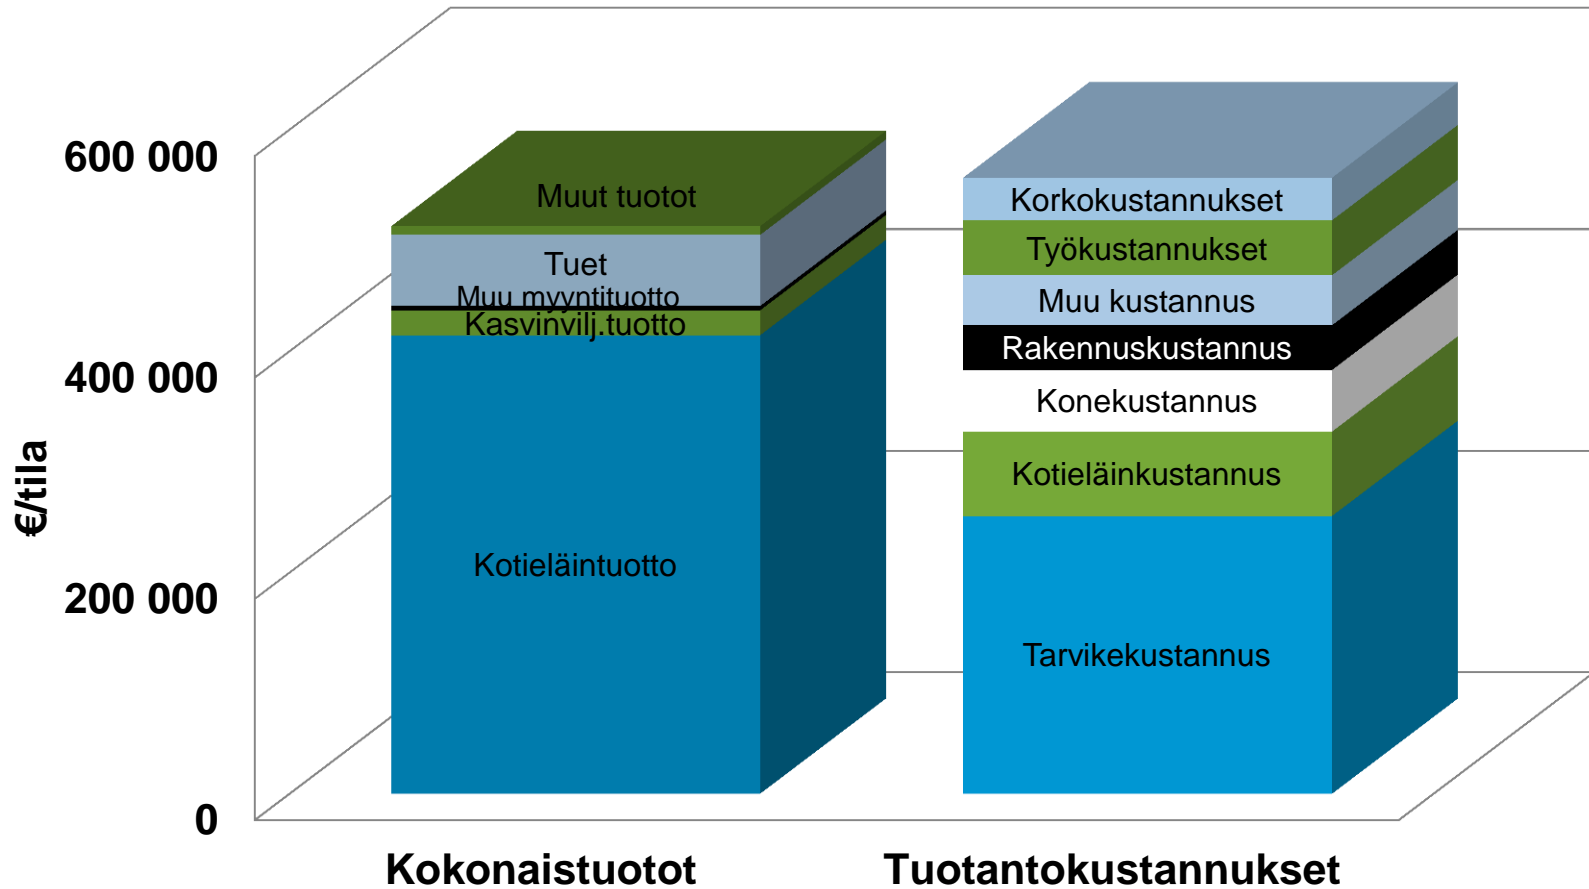 600 000
400 000
200 000
0
€/tila
Muut tuotot
Tuet
Muu myyntituotto
Kasvinvilj.tuotto
Kotieläintuotto
Korkokustannukset
Työkustannukset
Muu kustannus
Rakennuskustannus
Konekustannus
Kotieläinkustannus
Tarvikekustannus
Kokonaistuotot
Tuotantokustannukset